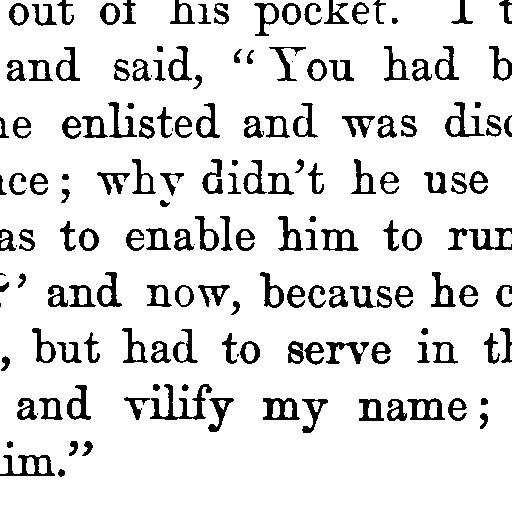 out of his pocket. I t
and said, “ You had b
he enlisted and was disc
nce; why didn’t he use
as to enable him to run
?’ and now, because he c
, but had to serve in th
and vilify my name;
im.”